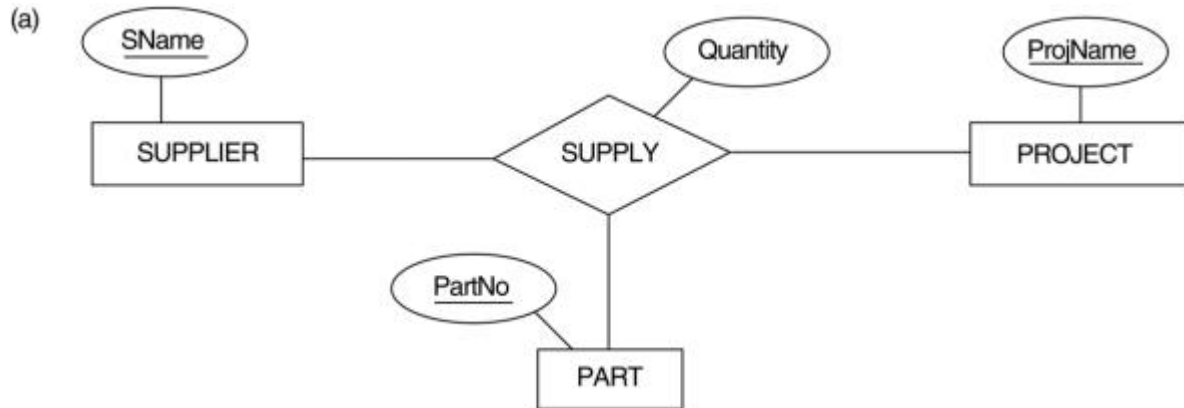 (a)
SName
Quantity
ProjName
SUPPLIER
SUPPLY
PROJECT
PartNo
PART